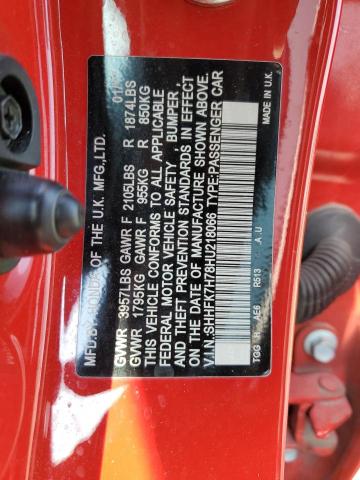 MFD.BY HONDA OF THE U.K. MFG.,LTD. 01/
GVWR 3957LBS GAWR F 2105LBS R 1874LBS
GVWR 1795KG GAWR F 955KG R 850KG
THIS VEHICLE CONFORMS TO ALL APPLICABLE
FEDERAL MOTOR VEHICLE SAFETY , BUMPER ,
AND THEFT PREVENTION STANDARDS IN EFFECT
ON THE DATE OF MANUFACTURE SHOWN ABOVE.
V.I.N.:SHHFK7H78HU218066 TYPE:PASSENGER CAR
TGG H - AE6 R513 A.U
MADE IN U.K.